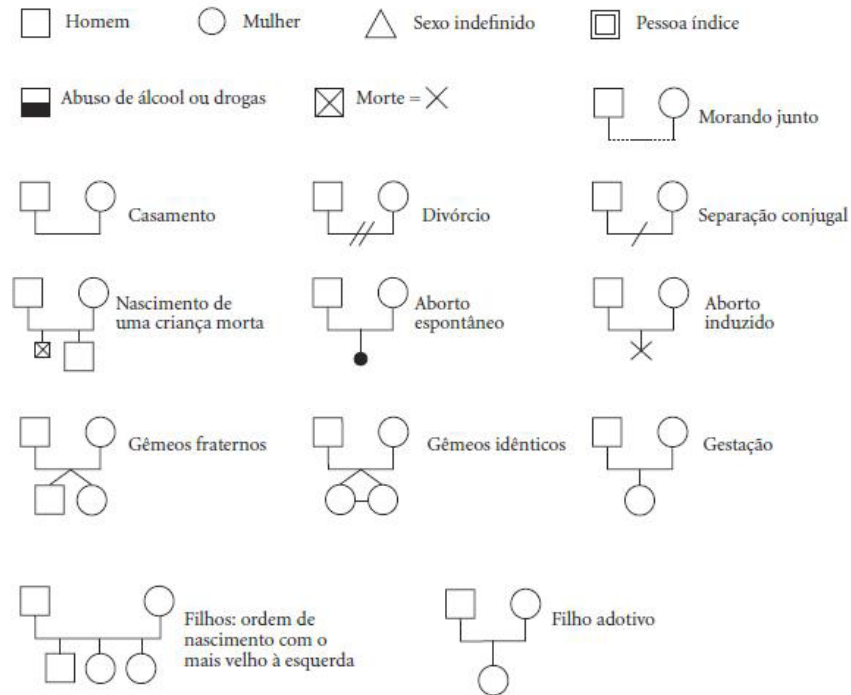 Homem
Mulher
Sexo indefinido
Pessoa índice
Abuso de álcool ou drogas
Morte =
Morando junto
Casamento
Divórcio
Separação conjugal
Nascimento de
uma criança morta
Aborto
espontâneo
Aborto
induzido
Gêmeos fraternos
Gêmeos idênticos
Gestação
Filhos: ordem de
nascimento com o
mais velho à esquerda
Filho adotivo